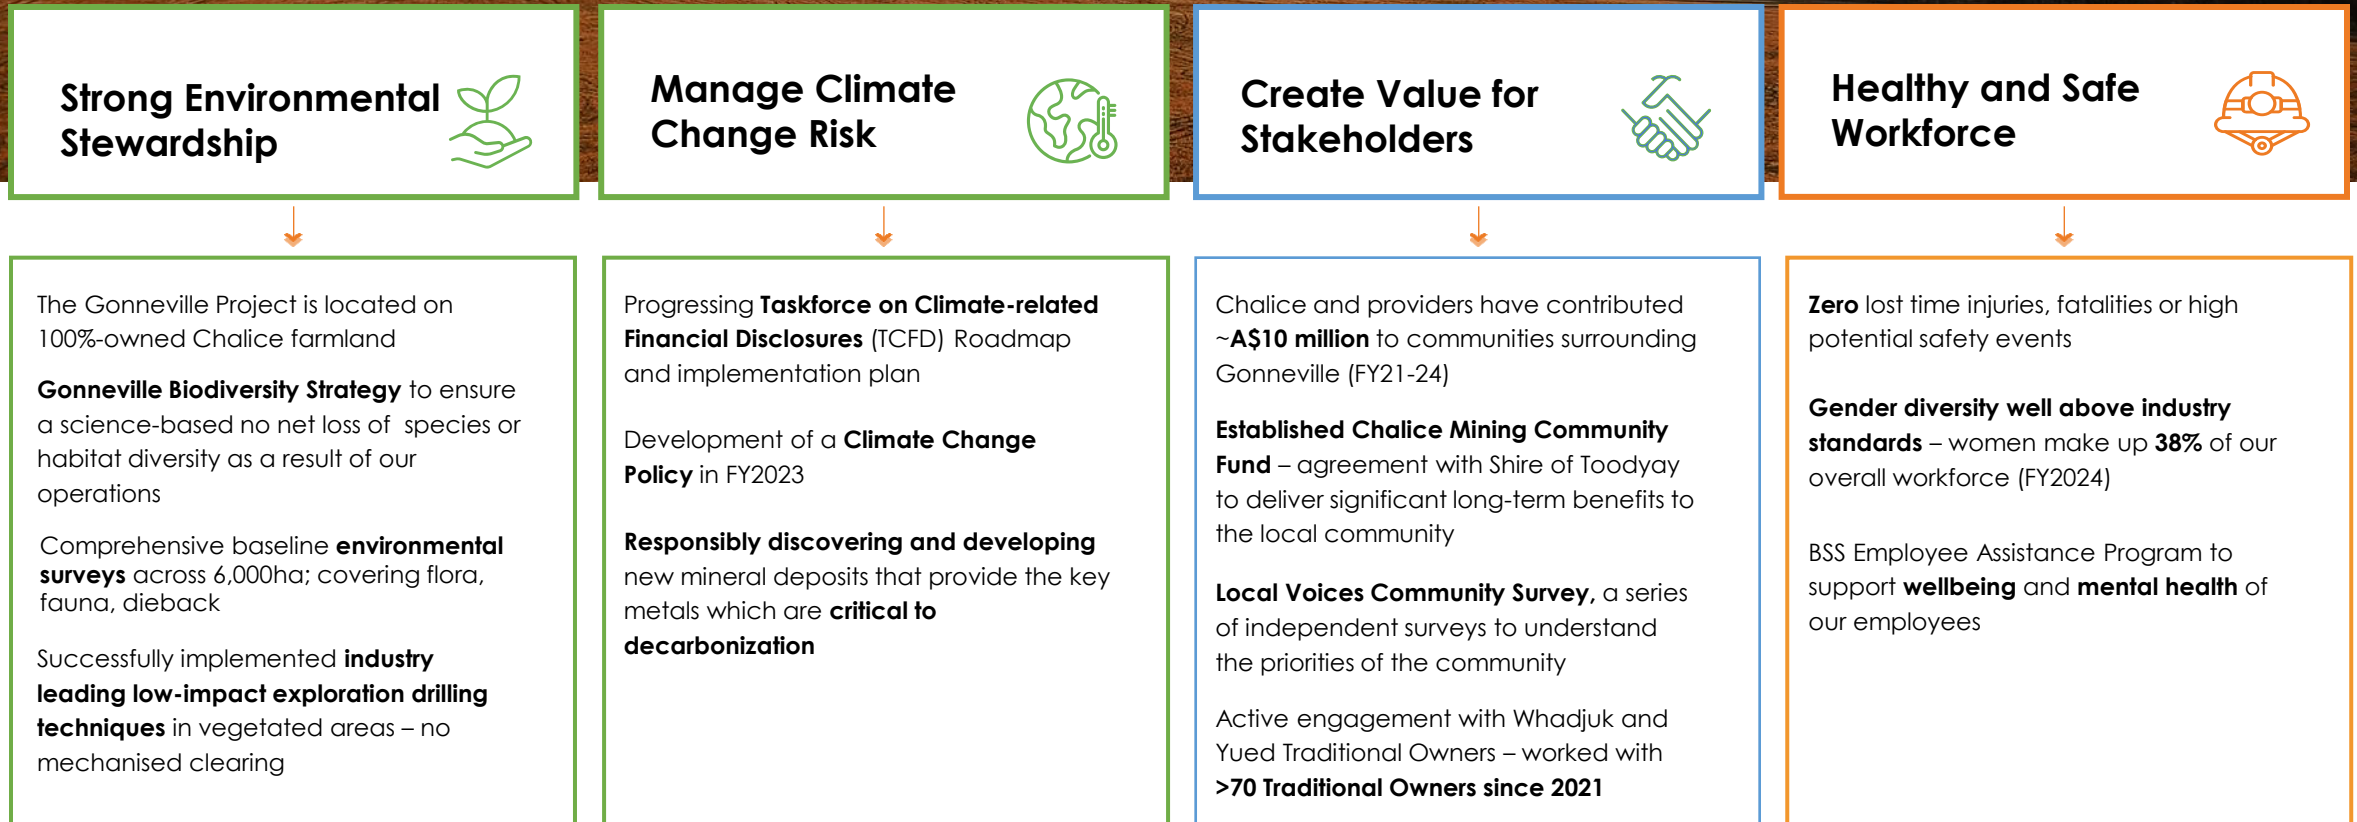 Strong Environmental
Stewardship
The Gonneville Project is located on
100%-owned Chalice farmland
Gonneville Biodiversity Strategy to ensure
a science-based no net loss of species or
habitat diversity as a result of our
operations
Comprehensive baseline environmental
surveys across 6,000ha; covering flora,
fauna, dieback
Successfully implemented industry
leading low-impact exploration drilling
techniques in vegetated areas – no
mechanised clearing
Manage Climate
Change Risk
Progressing Taskforce on Climate-related
Financial Disclosures (TCFD) Roadmap
and implementation plan
Development of a Climate Change
Policy in FY2023
Responsibly discovering and developing
new mineral deposits that provide the key
metals which are critical to
decarbonization
Create Value for
Stakeholders
Chalice and providers have contributed
~A$10 million to communities surrounding
Gonneville (FY21-24)
Established Chalice Mining Community
Fund – agreement with Shire of Toodyay
to deliver significant long-term benefits to
the local community
Local Voices Community Survey, a series
of independent surveys to understand
the priorities of the community
Active engagement with Whadjuk and
Yued Traditional Owners – worked with
>70 Traditional Owners since 2021
Healthy and Safe
Workforce
Zero lost time injuries, fatalities or high
potential safety events
Gender diversity well above industry
standards – women make up 38% of our
overall workforce (FY2024)
BSS Employee Assistance Program to
support wellbeing and mental health of
our employees